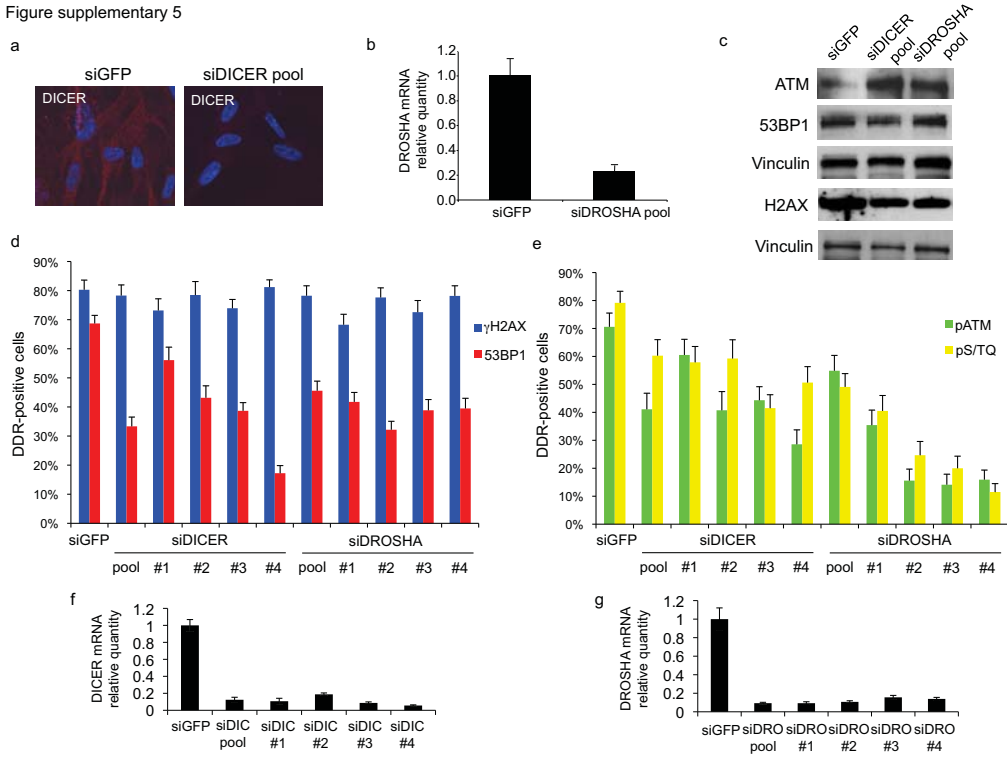 Figure supplementary 5
a
siGFP
siDICER pool
DICER
DICER
b
DROSHA mRNA
relative quantity
1.2
1.0
0.8
0.6
0.4
0.2
0.0
siGFP
siDROSHA pool
c
siGFP
siDICER
pool
siDROSHA
pool
ATM
53BP1
Vinculin
H2AX
Vinculin
d
DDR-positive cells
90%
80%
70%
60%
50%
40%
30%
20%
10%
0%
γH2AX
53BP1
siGFP
siDICER
siDROSHA
pool #1 #2 #3 #4 pool #1 #2 #3 #4
e
DDR-positive cells
90%
80%
70%
60%
50%
40%
30%
20%
10%
0%
pATM
pS/TQ
siGFP
siDICER
siDROSHA
pool #1 #2 #3 #4 pool #1 #2 #3 #4
f
DICER mRNA
relative quantity
1.2
1
0.8
0.6
0.4
0.2
0
siGFP siDIC siDIC siDIC siDIC siDIC
pool #1 #2 #3 #4
g
DROSHA mRNA
relative quantity
1.2
1
0.8
0.6
0.4
0.2
0
siGFP siDRO siDRO siDRO siDRO siDRO
pool #1 #2 #3 #4